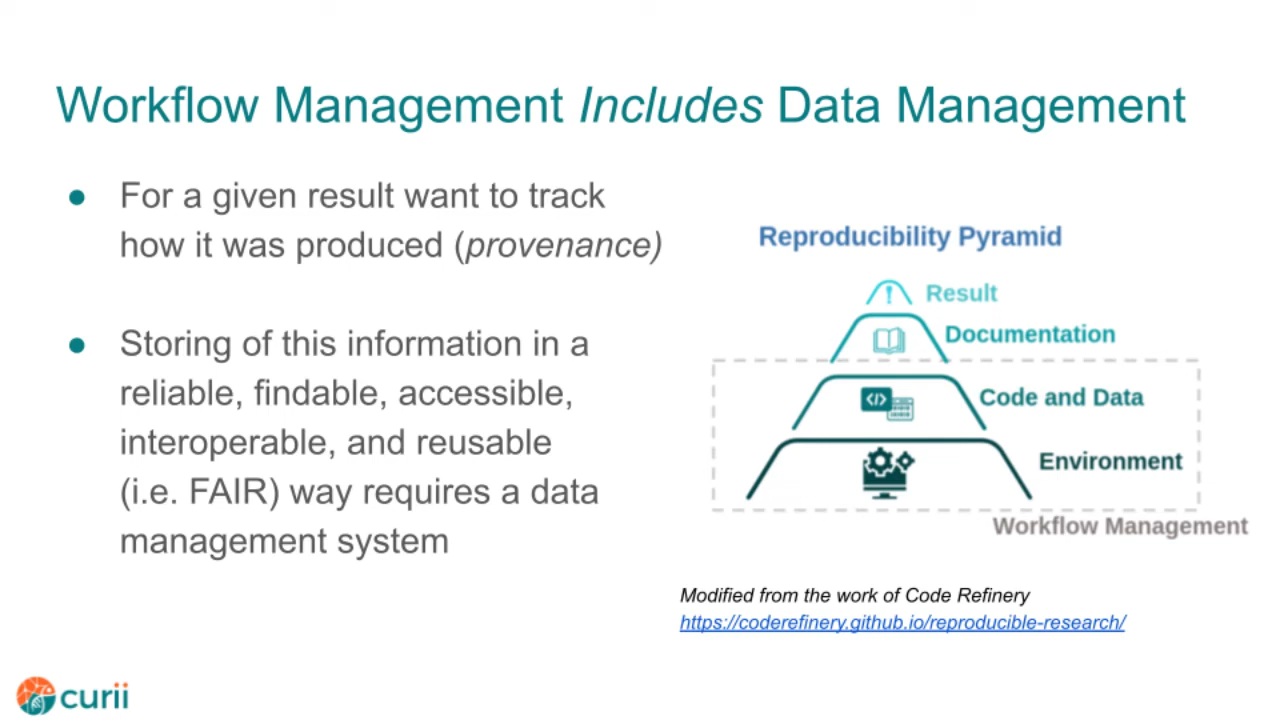 Workflow Management Includes Data Management
● For a given result want to track
how it was produced (provenance)
● Storing of this information in a
reliable, findable, accessible,
interoperable, and reusable
(i.e. FAIR) way requires a data
management system
Reproducibility Pyramid
Result
Documentation
Code and Data
Environment
Workflow Management
Modified from the work of Code Refinery
https://coderefinery.github.io/reproducible-research/
curii